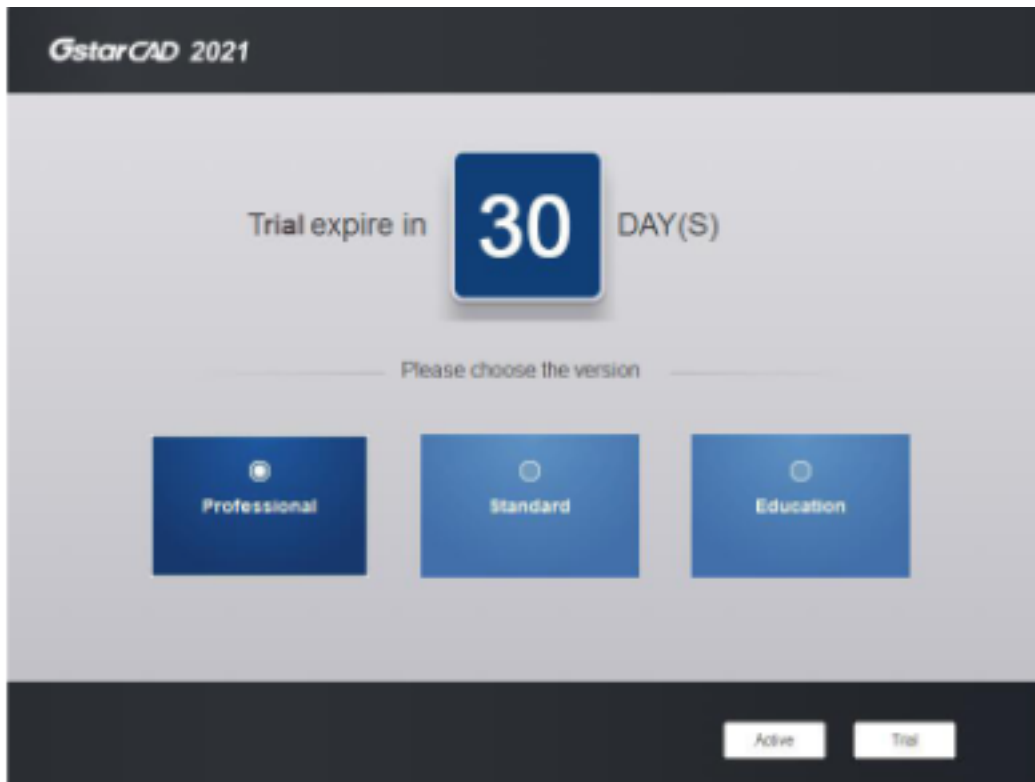 GstarCAD 2021
Trial expire in 30 DAY(S)
Please choose the version
Professional Standard Education
Active Trial